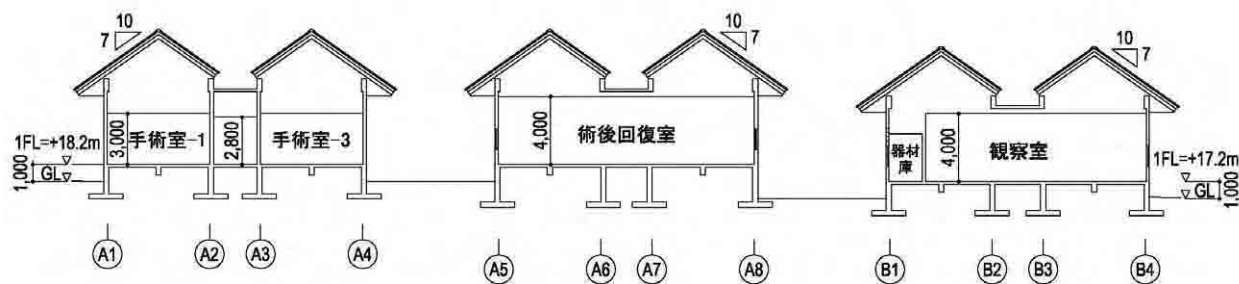 10
7
10
7
10
7
1FL=+18.2m
1,000
GL
3,000
手術室-1
2,800
手術室-3
4,000
術後回復室
器材庫
4,000
観察室
1FL=+17.2m
GL
1,000
A1
A2
A3
A4
A5
A6
A7
A8
B1
B2
B3
B4